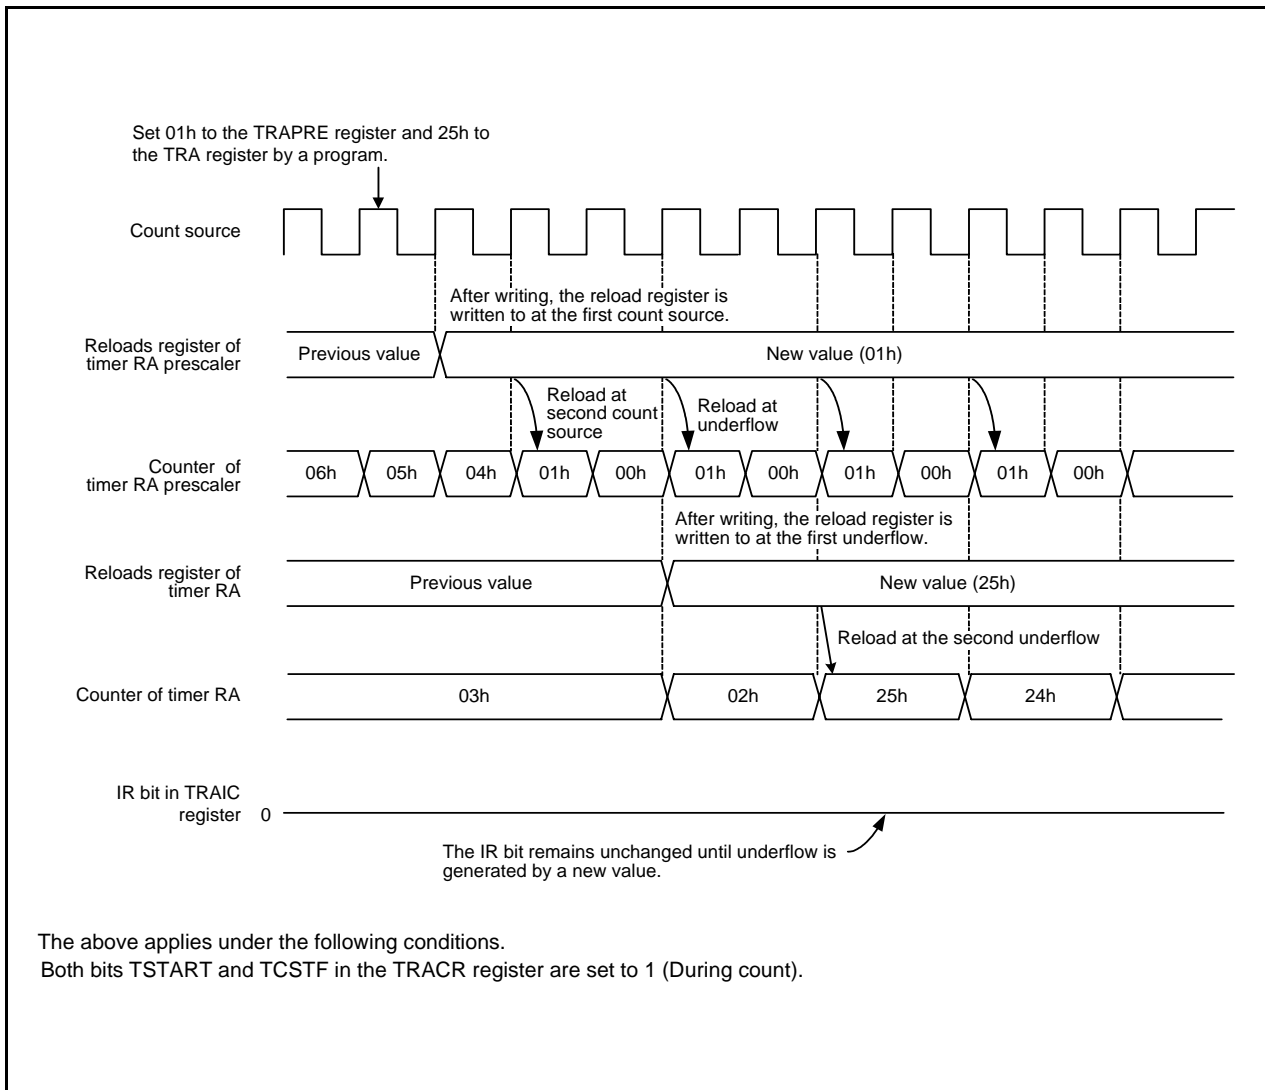 Set 01h to the TRAPRE register and 25h to
the TRA register by a program.
Count source
After writing, the reload register is
written to at the first count source.
Reloads register of
timer RA prescaler
Previous value
New value (01h)
Reload at
second count
source
Reload at
underflow
Counter of
timer RA prescaler
06h 05h 04h 01h 00h 01h 00h 01h 00h 01h 00h
After writing, the reload register is
written to at the first underflow.
Reloads register of
timer RA
Previous value
New value (25h)
Reload at the second underflow
Counter of timer RA
03h 02h 25h 24h
IR bit in TRAIC
register
0
The IR bit remains unchanged until underflow is
generated by a new value.
The above applies under the following conditions.
Both bits TSTART and TCSTF in the TRACR register are set to 1 (During count).